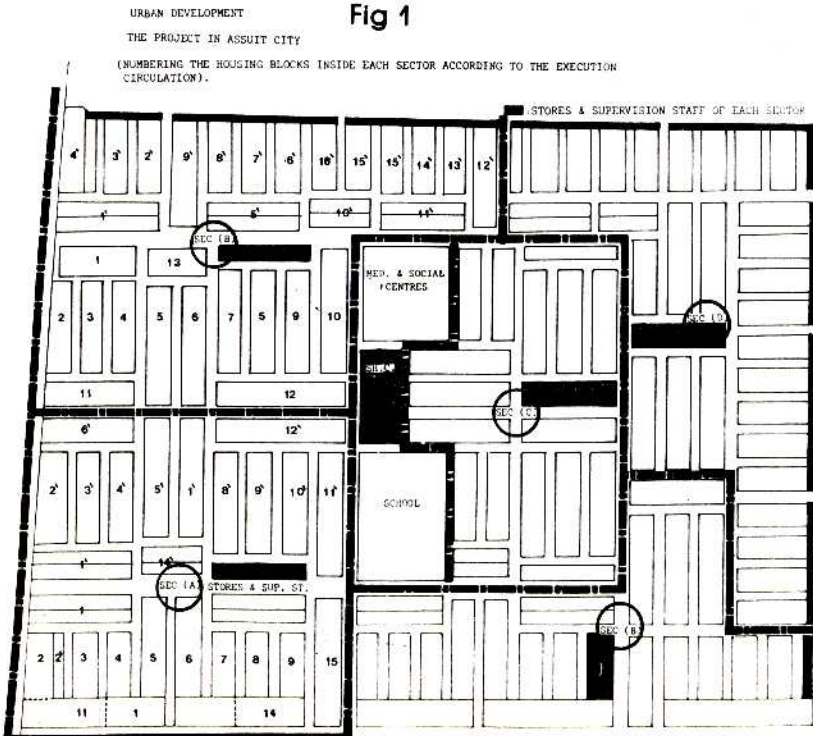 URBAN DEVELOPMENT
Fig 1
THE PROJECT IN ASSUIT CITY
(NUMBERING THE HOUSING BLOCKS INSIDE EACH SECTOR ACCORDING TO THE EXECUTION
CIRCULATION).
STORES & SUPERVISION STAFF OF EACH SECTOR
4' 3' 2' 9' 8' 7' 6' 16' 15' 15' 14' 13' 12'
1' 5' 10' 11'
SEC (B)
1 13
MED. & SOCIAL
CENTRES
2 3 4 5 6 7 5 9 10
SEC (D)
11 12
SEC (C)
6' 12'
2' 3' 4' 5' 1' 8' 9' 10' 11'
SCHOOL
1' 14'
SEC (A) STORES & SUP. ST.
1
SEC (B)
2 2' 3 4 5 6 7 8 9 15
11 1 14